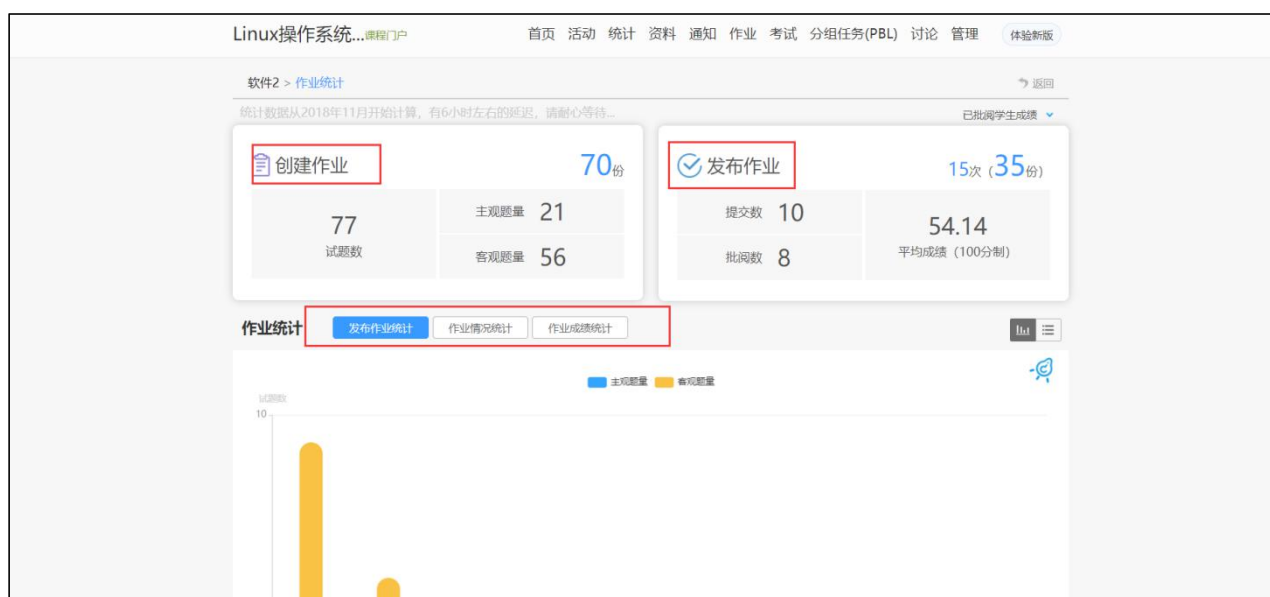 Linux操作系统...课程门户 首页 活动 统计 资料 通知 作业 考试 分组任务(PBL) 讨论 管理 体验新版
软件2 > 作业统计 返回
统计数据从2018年11月开始计算，有6小时左右的延迟，请耐心等待... 已批阅学生成绩
创建作业 70份
77
试题数
主观题量 21
客观题量 56
发布作业 15次 (35份)
提交数 10
批阅数 8
54.14
平均成绩 (100分制)
作业统计 发布作业统计 作业情况统计 作业成绩统计
主观题量 客观题量
试题数
10